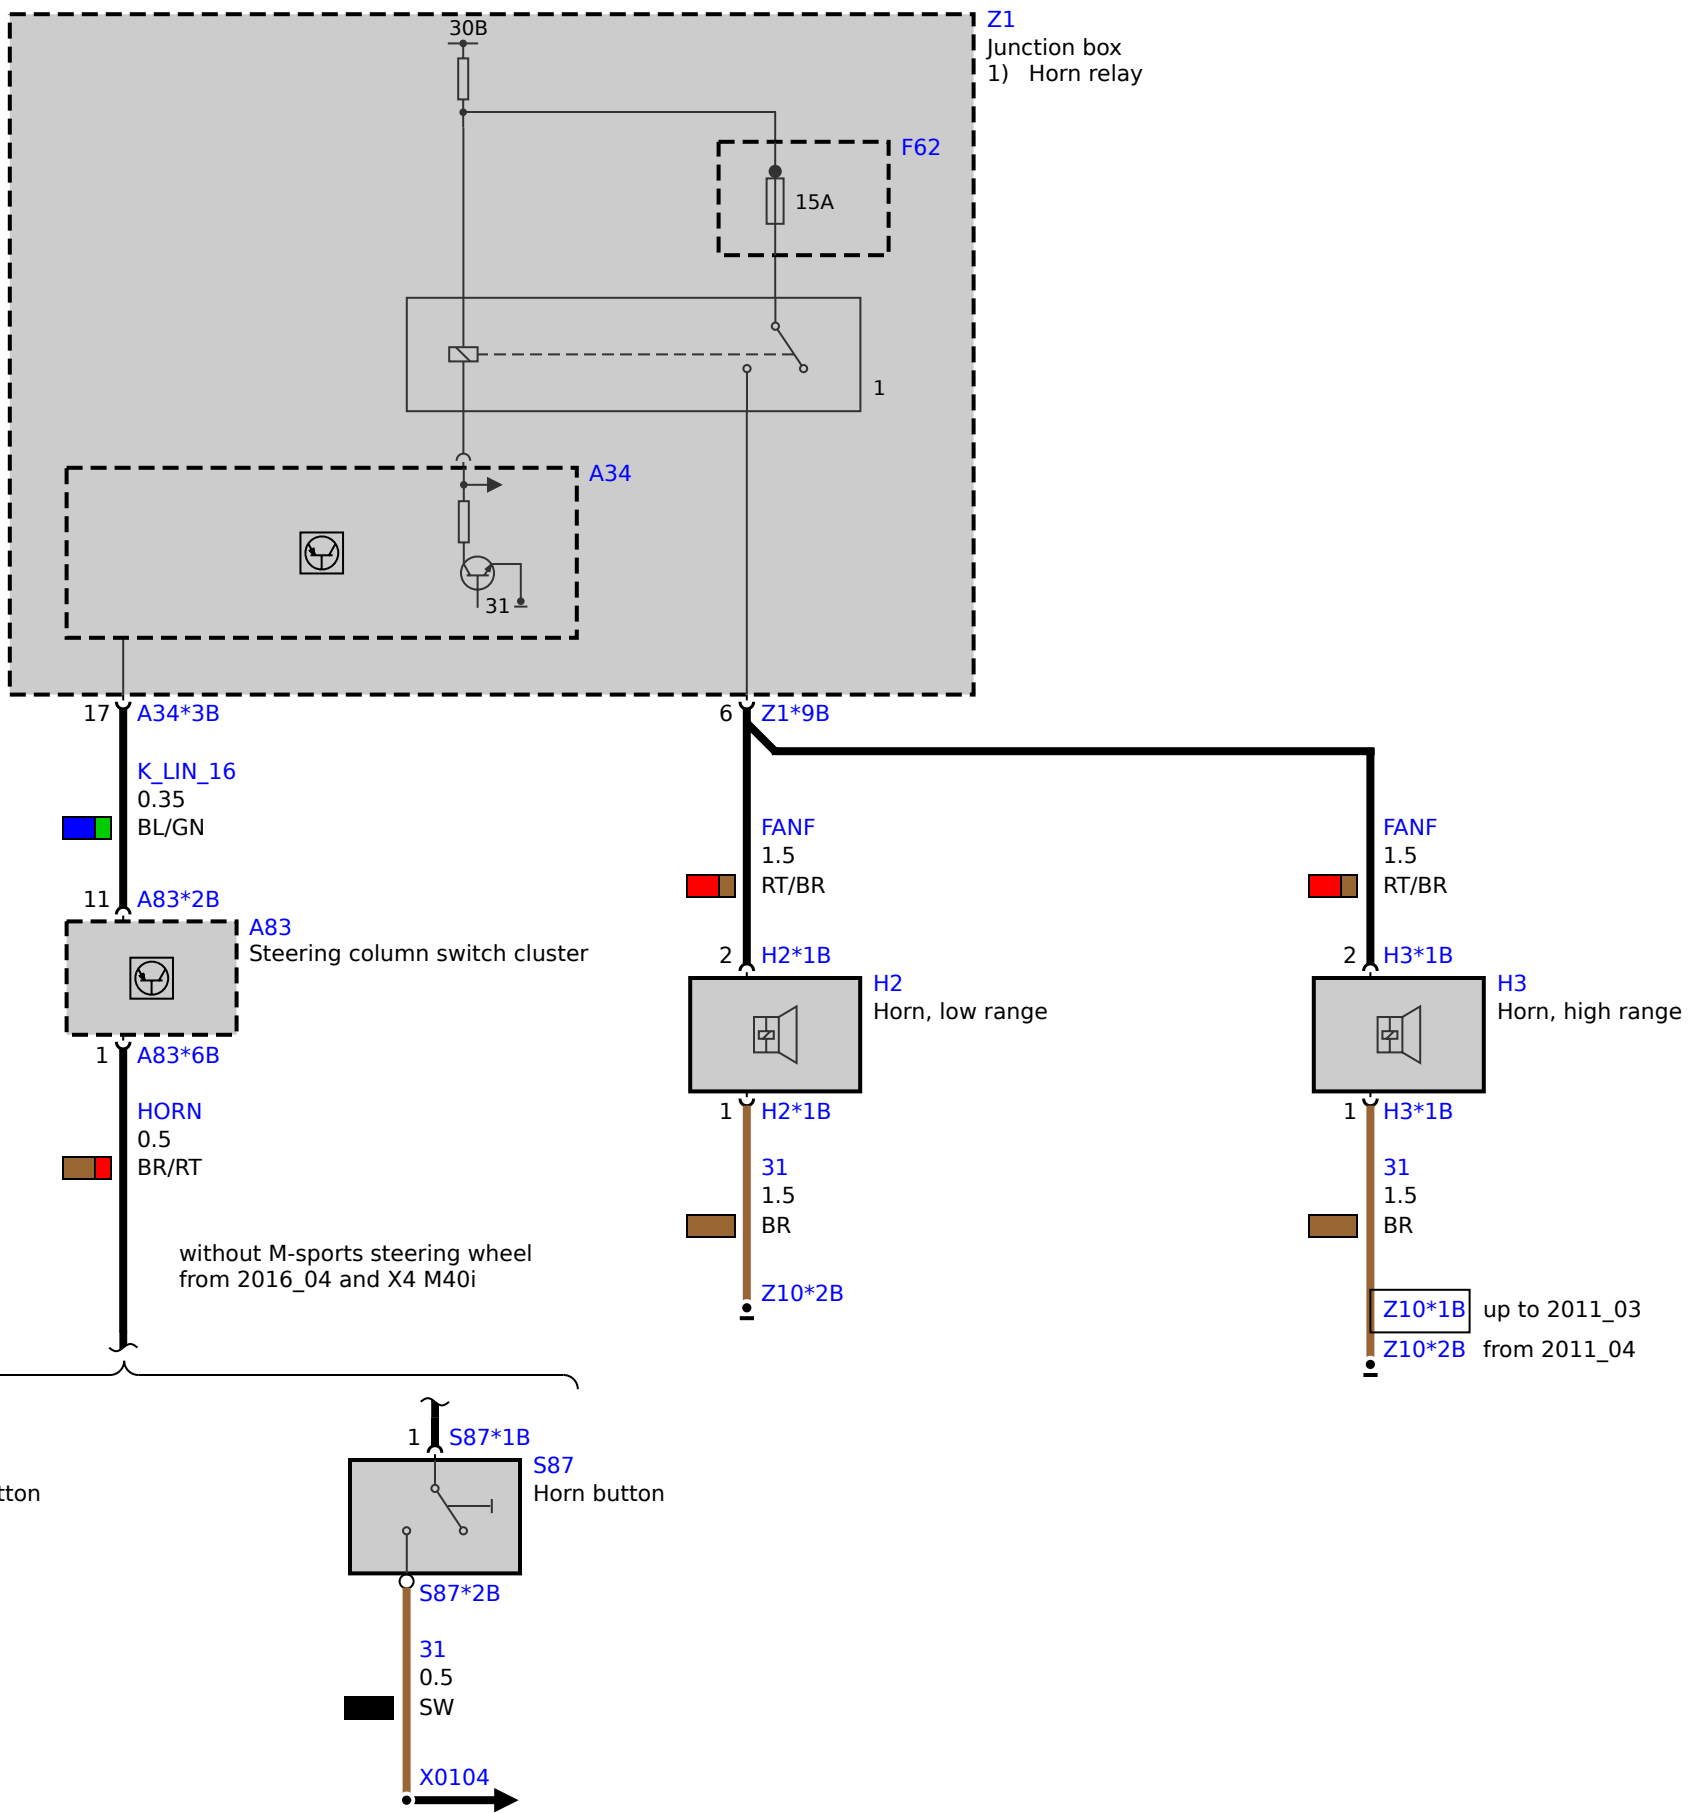 30B
Z1
Junction box
1) Horn relay
F62
15A
1
A34
31
17 A34*3B
6 Z1*9B
K_LIN_16
0.35
BL/GN
FANF
1.5
RT/BR
FANF
1.5
RT/BR
11 A83*2B
A83
Steering column switch cluster
2 H2*1B
H2
Horn, low range
2 H3*1B
H3
Horn, high range
1 A83*6B
HORN
0.5
BR/RT
1 H2*1B
31
1.5
BR
1 H3*1B
31
1.5
BR
without M-sports steering wheel
from 2016_04 and X4 M40i
Z10*2B
Z10*1B up to 2011_03
Z10*2B from 2011_04
1 S87*1B
S87
Horn button
tton
S87*2B
31
0.5
SW
X0104